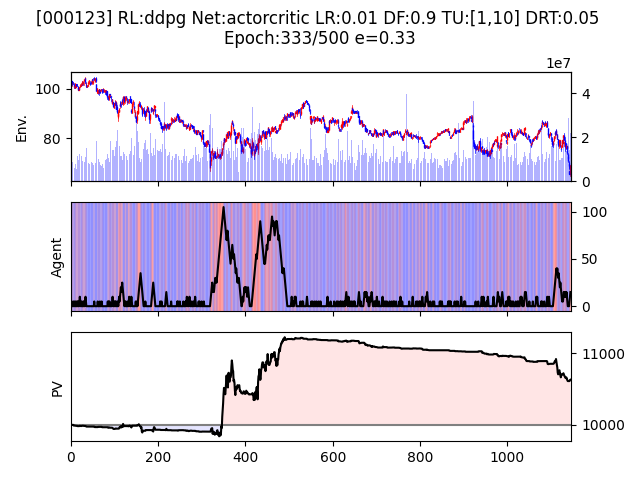 [000123] RL:ddpg Net:actorcritic LR:0.01 DF:0.9 TU:[1,10] DRT:0.05
Epoch:333/500 e=0.33
1e7
100
80
Env.
4
2
0
Agent
100
50
0
PV
11000
10000
0
200
400
600
800
1000